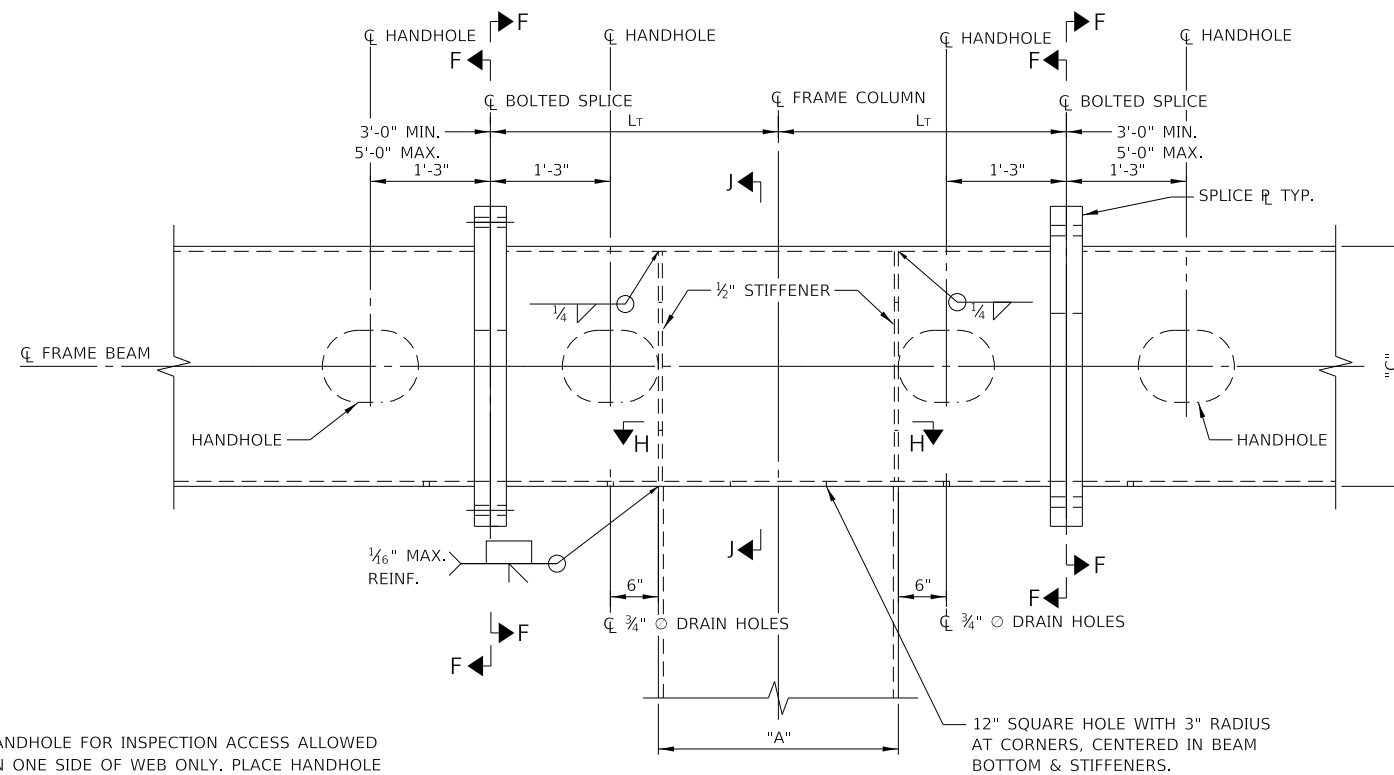 F
F
℄ HANDHOLE
℄ HANDHOLE
℄ HANDHOLE
℄ HANDHOLE
F
F
℄ BOLTED SPLICE
℄ FRAME COLUMN
℄ BOLTED SPLICE
LT
LT
3'-0" MIN.
5'-0" MAX.
3'-0" MIN.
5'-0" MAX.
1'-3"
1'-3"
1'-3"
1'-3"
J
SPLICE ⅊ TYP.
½" STIFFENER
¼
¼
℄ FRAME BEAM
"C"
HANDHOLE
H
H
HANDHOLE
J
1/16" MAX.
REINF.
F
F
6"
6"
℄ ¾" ∅ DRAIN HOLES
℄ ¾" ∅ DRAIN HOLES
F
F
"A"
12" SQUARE HOLE WITH 3" RADIUS
AT CORNERS, CENTERED IN BEAM
BOTTOM & STIFFENERS.
ANDHOLE FOR INSPECTION ACCESS ALLOWED
N ONE SIDE OF WEB ONLY. PLACE HANDHOLE